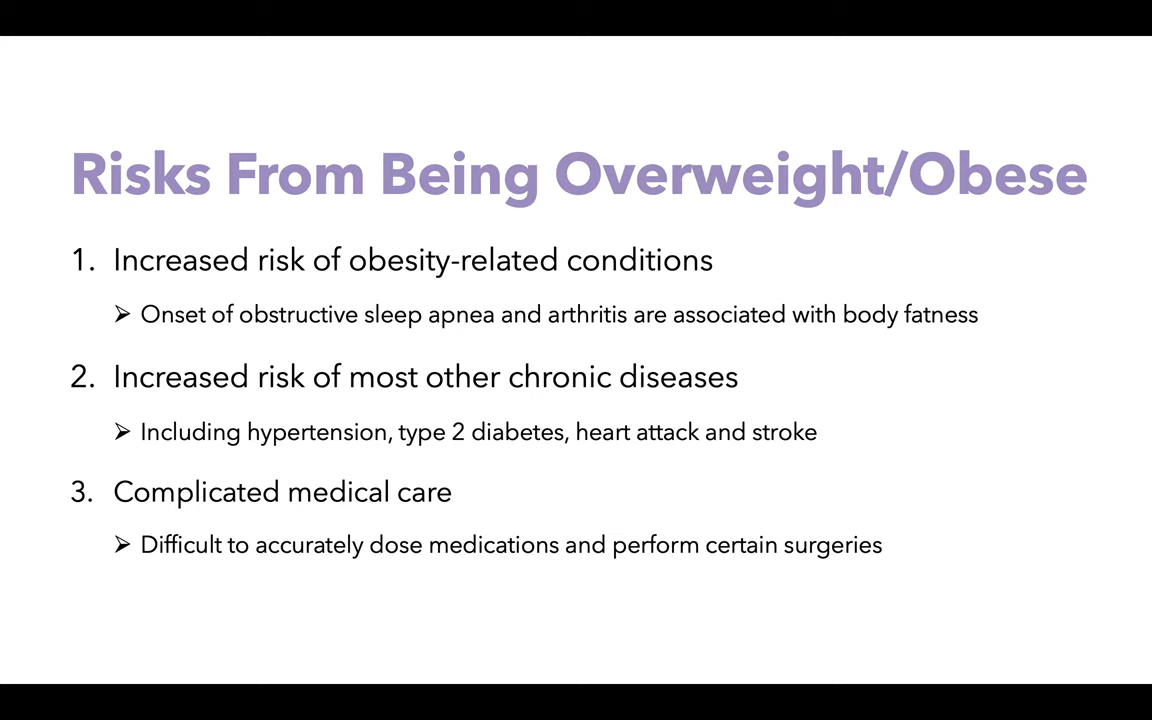 Risks From Being Overweight/Obese
1. Increased risk of obesity-related conditions
➢ Onset of obstructive sleep apnea and arthritis are associated with body fatness
2. Increased risk of most other chronic diseases
➢ Including hypertension, type 2 diabetes, heart attack and stroke
3. Complicated medical care
➢ Difficult to accurately dose medications and perform certain surgeries